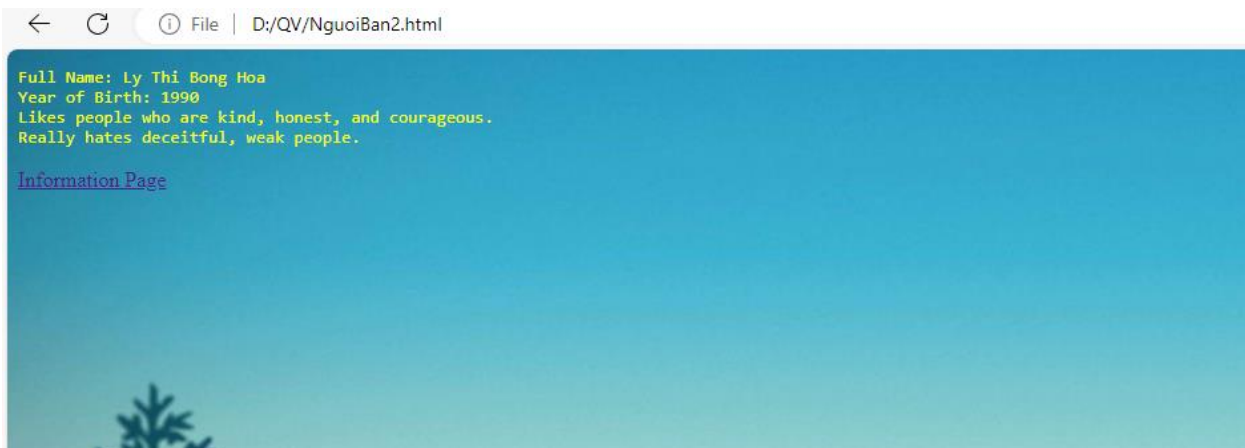 File
D:/QV/NguoiBan2.html
Full Name: Ly Thi Bong Hoa
Year of Birth: 1990
Likes people who are kind, honest, and courageous.
Really hates deceitful, weak people.
Information Page